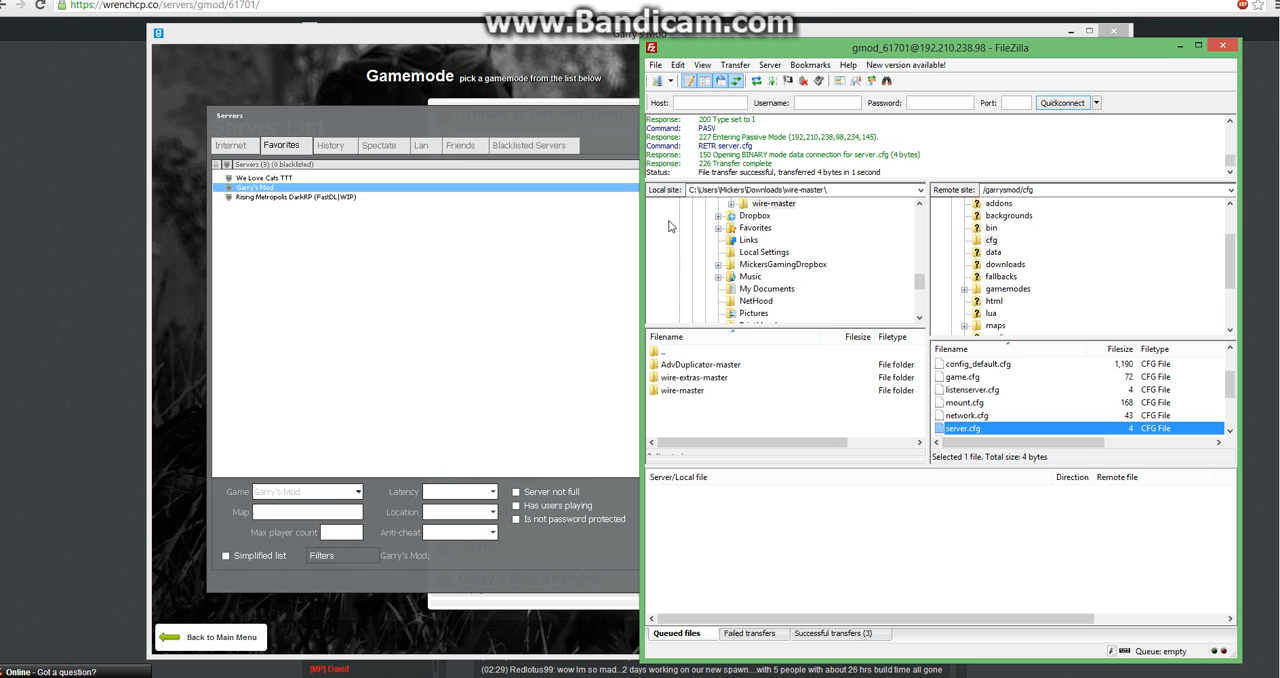 https://wrenchcp.co/servers/gmod/61701/
www.Bandicam.com
Garry's Mod
Gamemode pick a gamemode from the list below
Servers
Internet Favorites History Spectate Lan Friends Blacklisted Servers
Servers (3) (0 blacklisted)
We Love Cats TTT
Garry's Mod
Rising Metropolis DarkRP (FastDL|WIP)
Game Garry's Mod Latency Server not full
Map Location Has users playing
Max player count Anti-cheat Is not password protected
Simplified list Filters Garry's Mod;
Back to Main Menu
Online - Got a question?
[MP] David
(02:29) Redlotus99: wow Im so mad...2 days working on our new spawn....with 5 people with about 26 hrs build time all gone
gmod_61701@192.210.238.98 - FileZilla
File Edit View Transfer Server Bookmarks Help New version available!
Host: Username: Password: Port: Quickconnect
Response: 200 Type set to I
Command: PASV
Response: 227 Entering Passive Mode (192,210,238,98,234,145).
Command: RETR server.cfg
Response: 150 Opening BINARY mode data connection for server.cfg (4 bytes)
Response: 226 Transfer complete
Status: File transfer successful, transferred 4 bytes in 1 second
Local site: C:\Users\Mickers\Downloads\wire-master\
wire-master
Dropbox
Favorites
Links
Local Settings
MickersGamingDropbox
Music
My Documents
NetHood
Pictures
Filename Filesize Filetype
..
AdvDuplicator-master File folder
wire-extras-master File folder
wire-master File folder
Remote site: /garrysmod/cfg
addons
backgrounds
bin
cfg
data
downloads
fallbacks
gamemodes
html
lua
maps
Filename Filesize Filetype
config_default.cfg 1,190 CFG File
game.cfg 72 CFG File
listenserver.cfg 4 CFG File
mount.cfg 168 CFG File
network.cfg 43 CFG File
server.cfg 4 CFG File
Selected 1 file. Total size: 4 bytes
Server/Local file Direction Remote file
Queued files Failed transfers Successful transfers (3)
Queue: empty